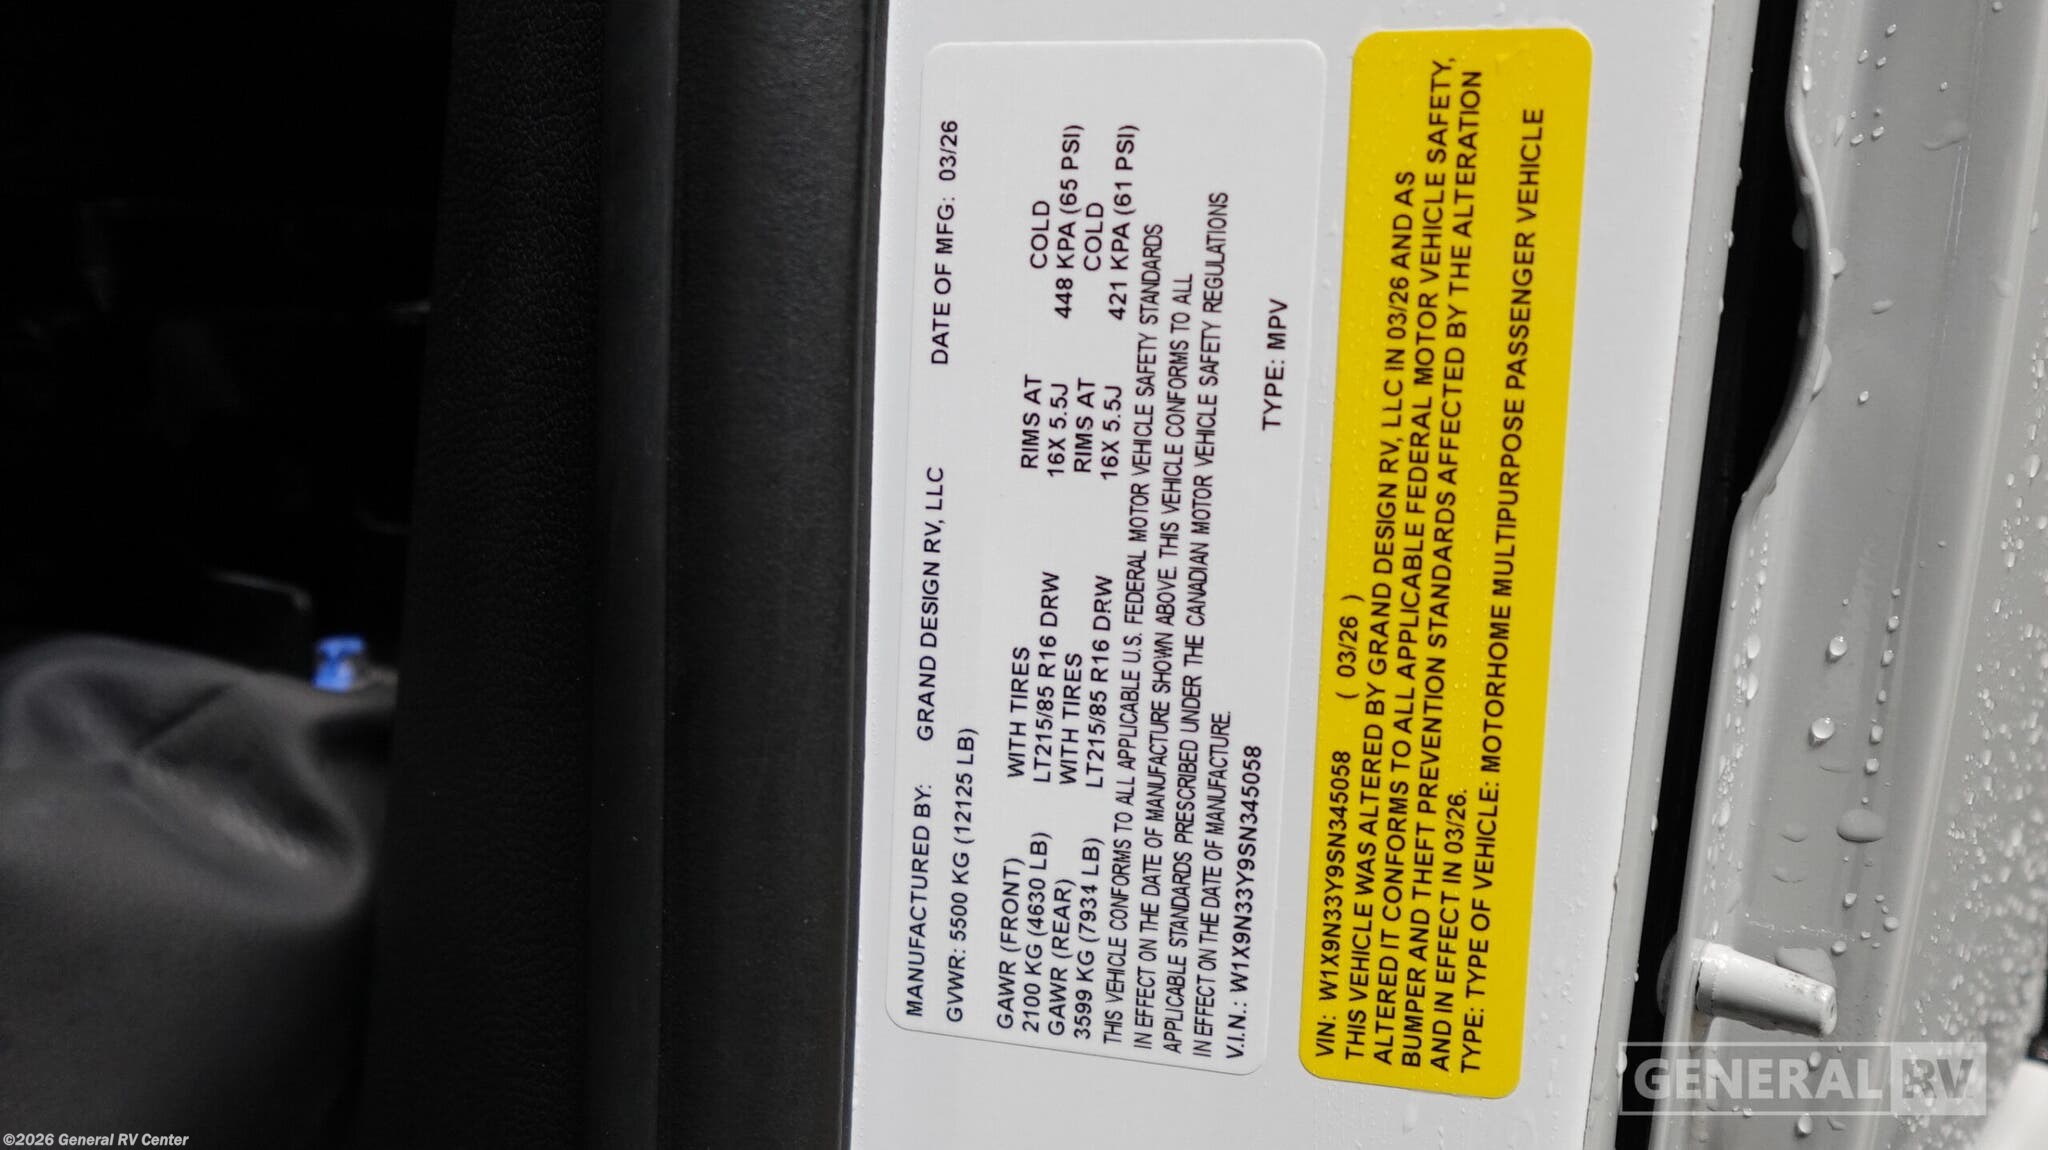 MANUFACTURED BY: GRAND DESIGN RV, LLC DATE OF MFG: 03/26
GVWR: 5500 KG (12125 LB)
GAWR (FRONT) WITH TIRES RIMS AT COLD
2100 KG (4630 LB) LT215/85 R16 DRW 16X 5.5J 448 KPA (65 PSI)
GAWR (REAR) WITH TIRES RIMS AT COLD
3599 KG (7934 LB) LT215/85 R16 DRW 16X 5.5J 421 KPA (61 PSI)
THIS VEHICLE CONFORMS TO ALL APPLICABLE U.S. FEDERAL MOTOR VEHICLE SAFETY STANDARDS
IN EFFECT ON THE DATE OF MANUFACTURE SHOWN ABOVE. THIS VEHICLE CONFORMS TO ALL
APPLICABLE STANDARDS PRESCRIBED UNDER THE CANADIAN MOTOR VEHICLE SAFETY REGULATIONS
IN EFFECT ON THE DATE OF MANUFACTURE.
V.I.N.: W1X9N33Y9SN345058 TYPE: MPV
VIN: W1X9N33Y9SN345058 ( 03/26 )
THIS VEHICLE WAS ALTERED BY GRAND DESIGN RV, LLC IN 03/26 AND AS
ALTERED IT CONFORMS TO ALL APPLICABLE FEDERAL MOTOR VEHICLE SAFETY,
BUMPER AND THEFT PREVENTION STANDARDS AFFECTED BY THE ALTERATION
AND IN EFFECT IN 03/26.
TYPE: TYPE OF VEHICLE: MOTORHOME MULTIPURPOSE PASSENGER VEHICLE
GENERAL RV
©2026 General RV Center